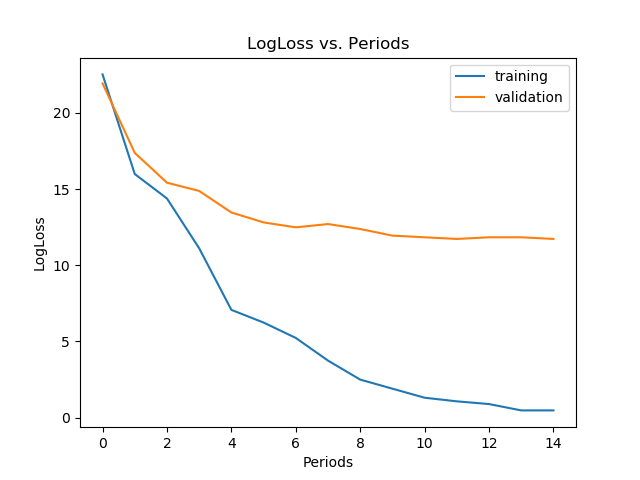 LogLoss vs. Periods
training
validation
20
15
10
5
0
LogLoss
0 2 4 6 8 10 12 14
Periods